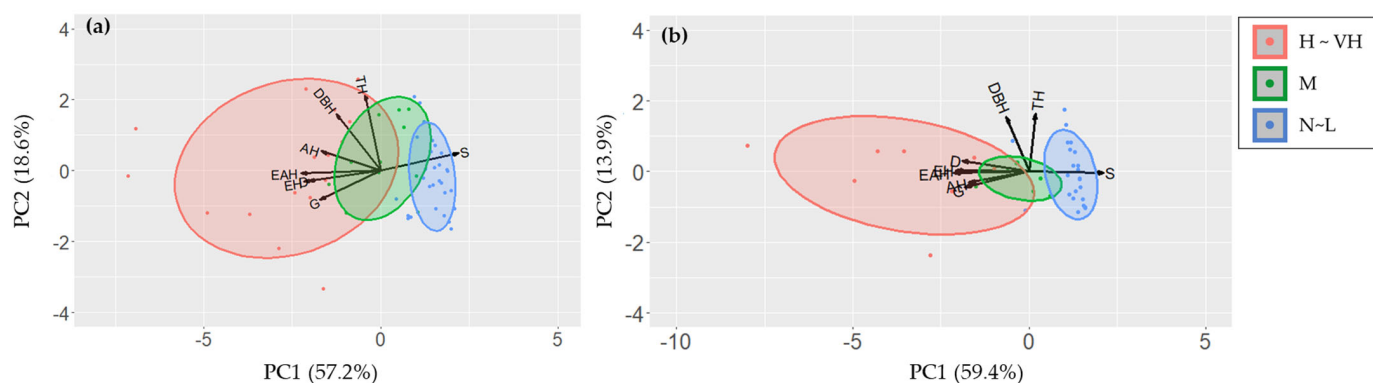 (a)
4
2
0
-2
-4
-5
0
5
PC2 (18.6%)
PC1 (57.2%)
TH
DBH
AH
EAH
EHD
G
S
(b)
4
2
0
-2
-4
-10
-5
0
5
PC2 (13.9%)
PC1 (59.4%)
DBH
TH
D
EH
EAH
AH
G
S
H ~ VH
M
N~L